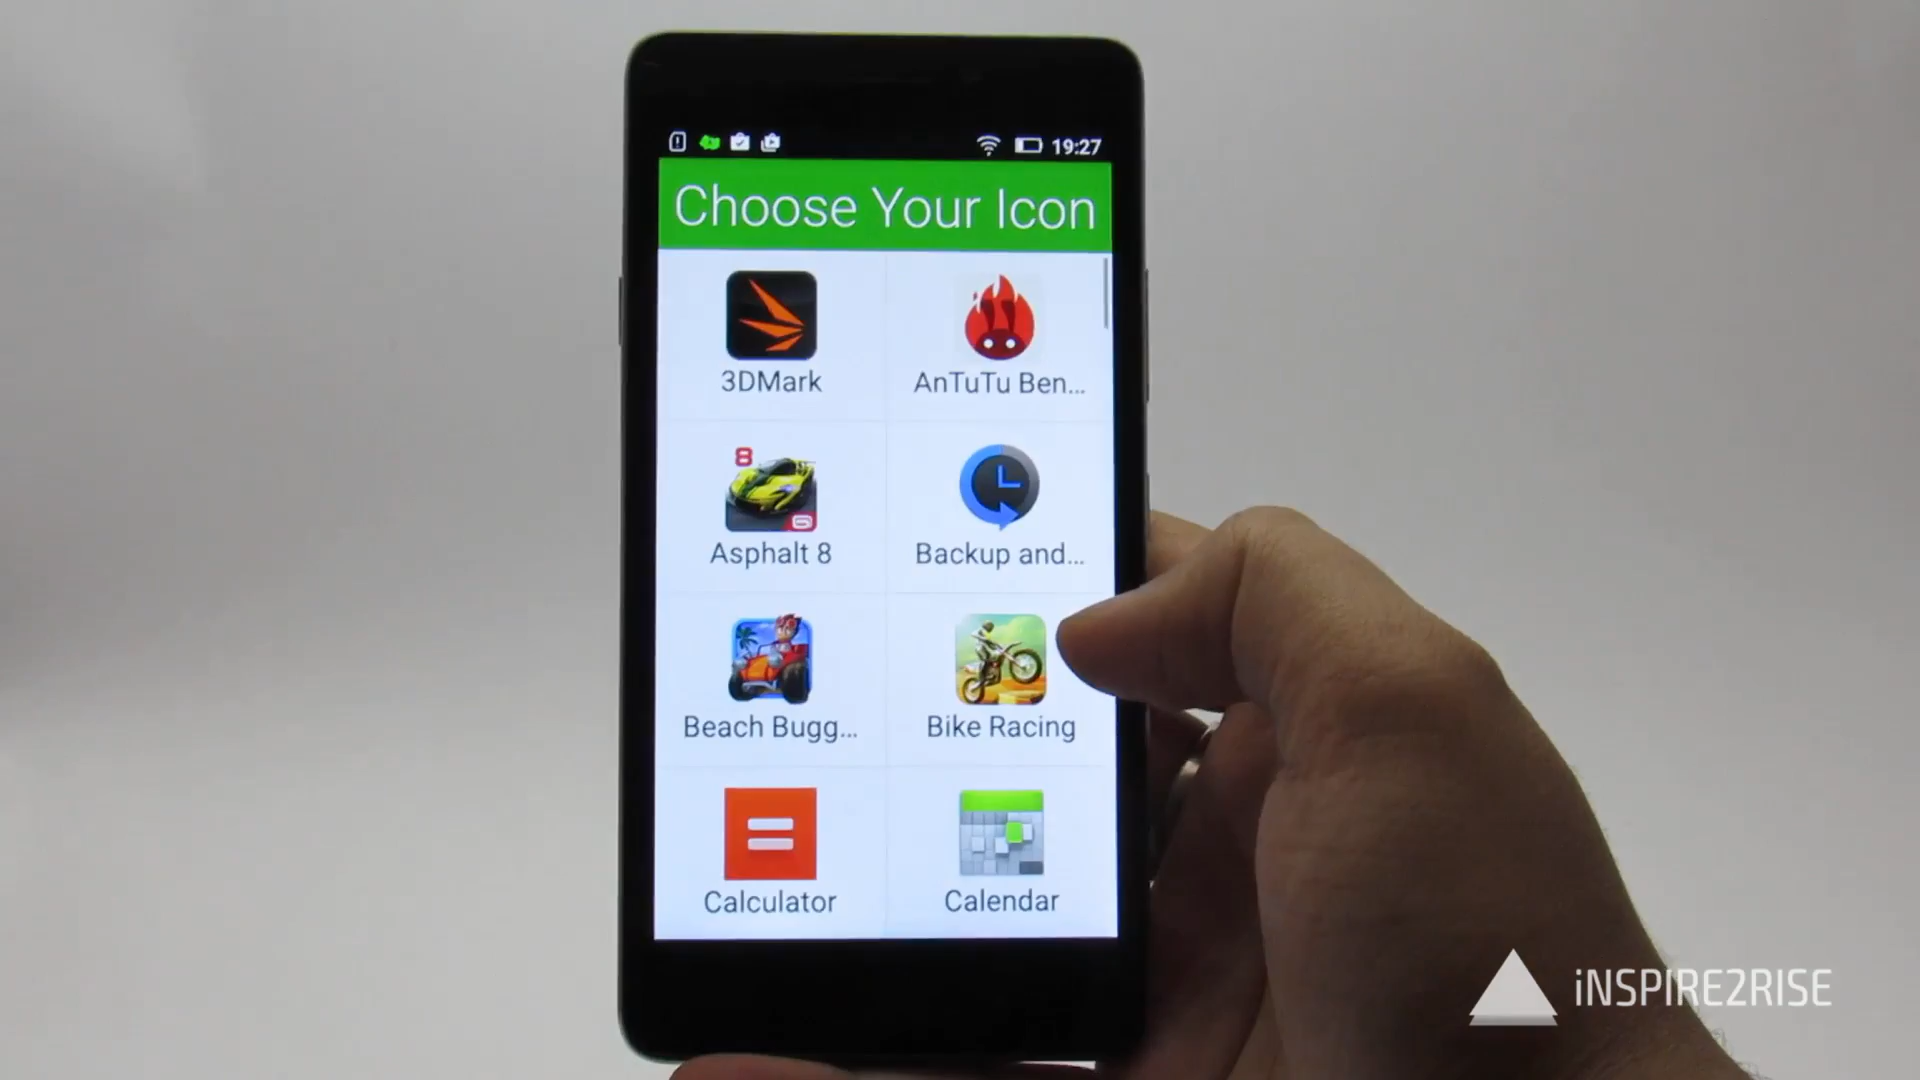 19:27
Choose Your Icon
3DMark
AnTuTu Ben...
8
Asphalt 8
Backup and...
Beach Bugg...
Bike Racing
Calculator
Calendar
iNSPIRE2RISE